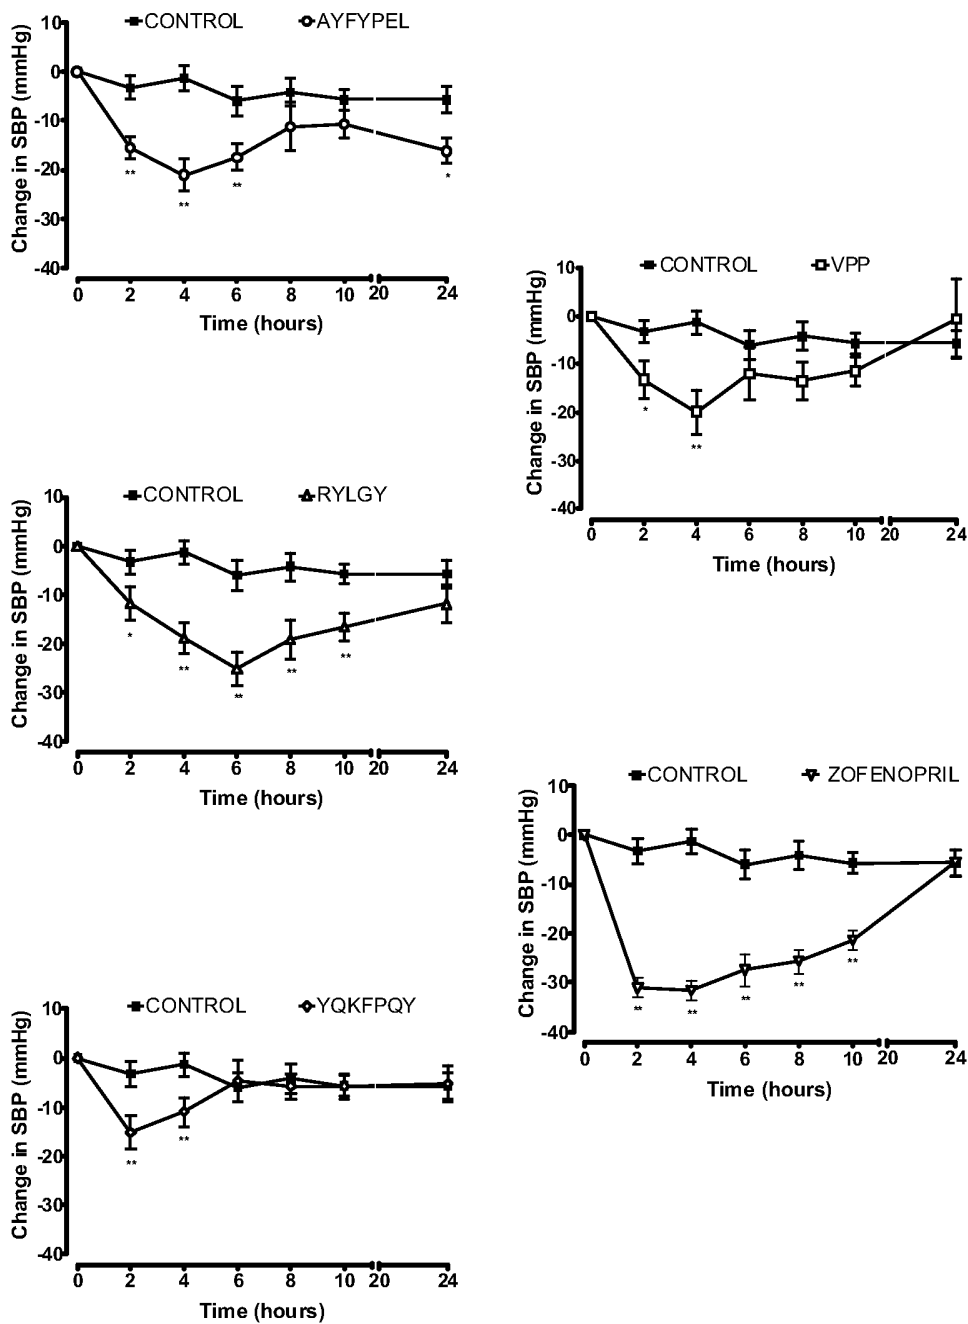 CONTROL AYFYPEL
Change in SBP (mmHg)
10
0
-10
-20
-30
-40
** ** ** *
0 2 4 6 8 10 20 24
Time (hours)
CONTROL VPP
Change in SBP (mmHg)
10
0
-10
-20
-30
-40
* **
0 2 4 6 8 10 20 24
Time (hours)
CONTROL RYLGY
Change in SBP (mmHg)
10
0
-10
-20
-30
-40
* ** ** ** **
0 2 4 6 8 10 20 24
Time (hours)
CONTROL ZOFENOPRIL
Change in SBP (mmHg)
10
0
-10
-20
-30
-40
** ** ** ** **
0 2 4 6 8 10 20 24
Time (hours)
CONTROL YQKFPQY
Change in SBP (mmHg)
10
0
-10
-20
-30
-40
** **
0 2 4 6 8 10 20 24
Time (hours)